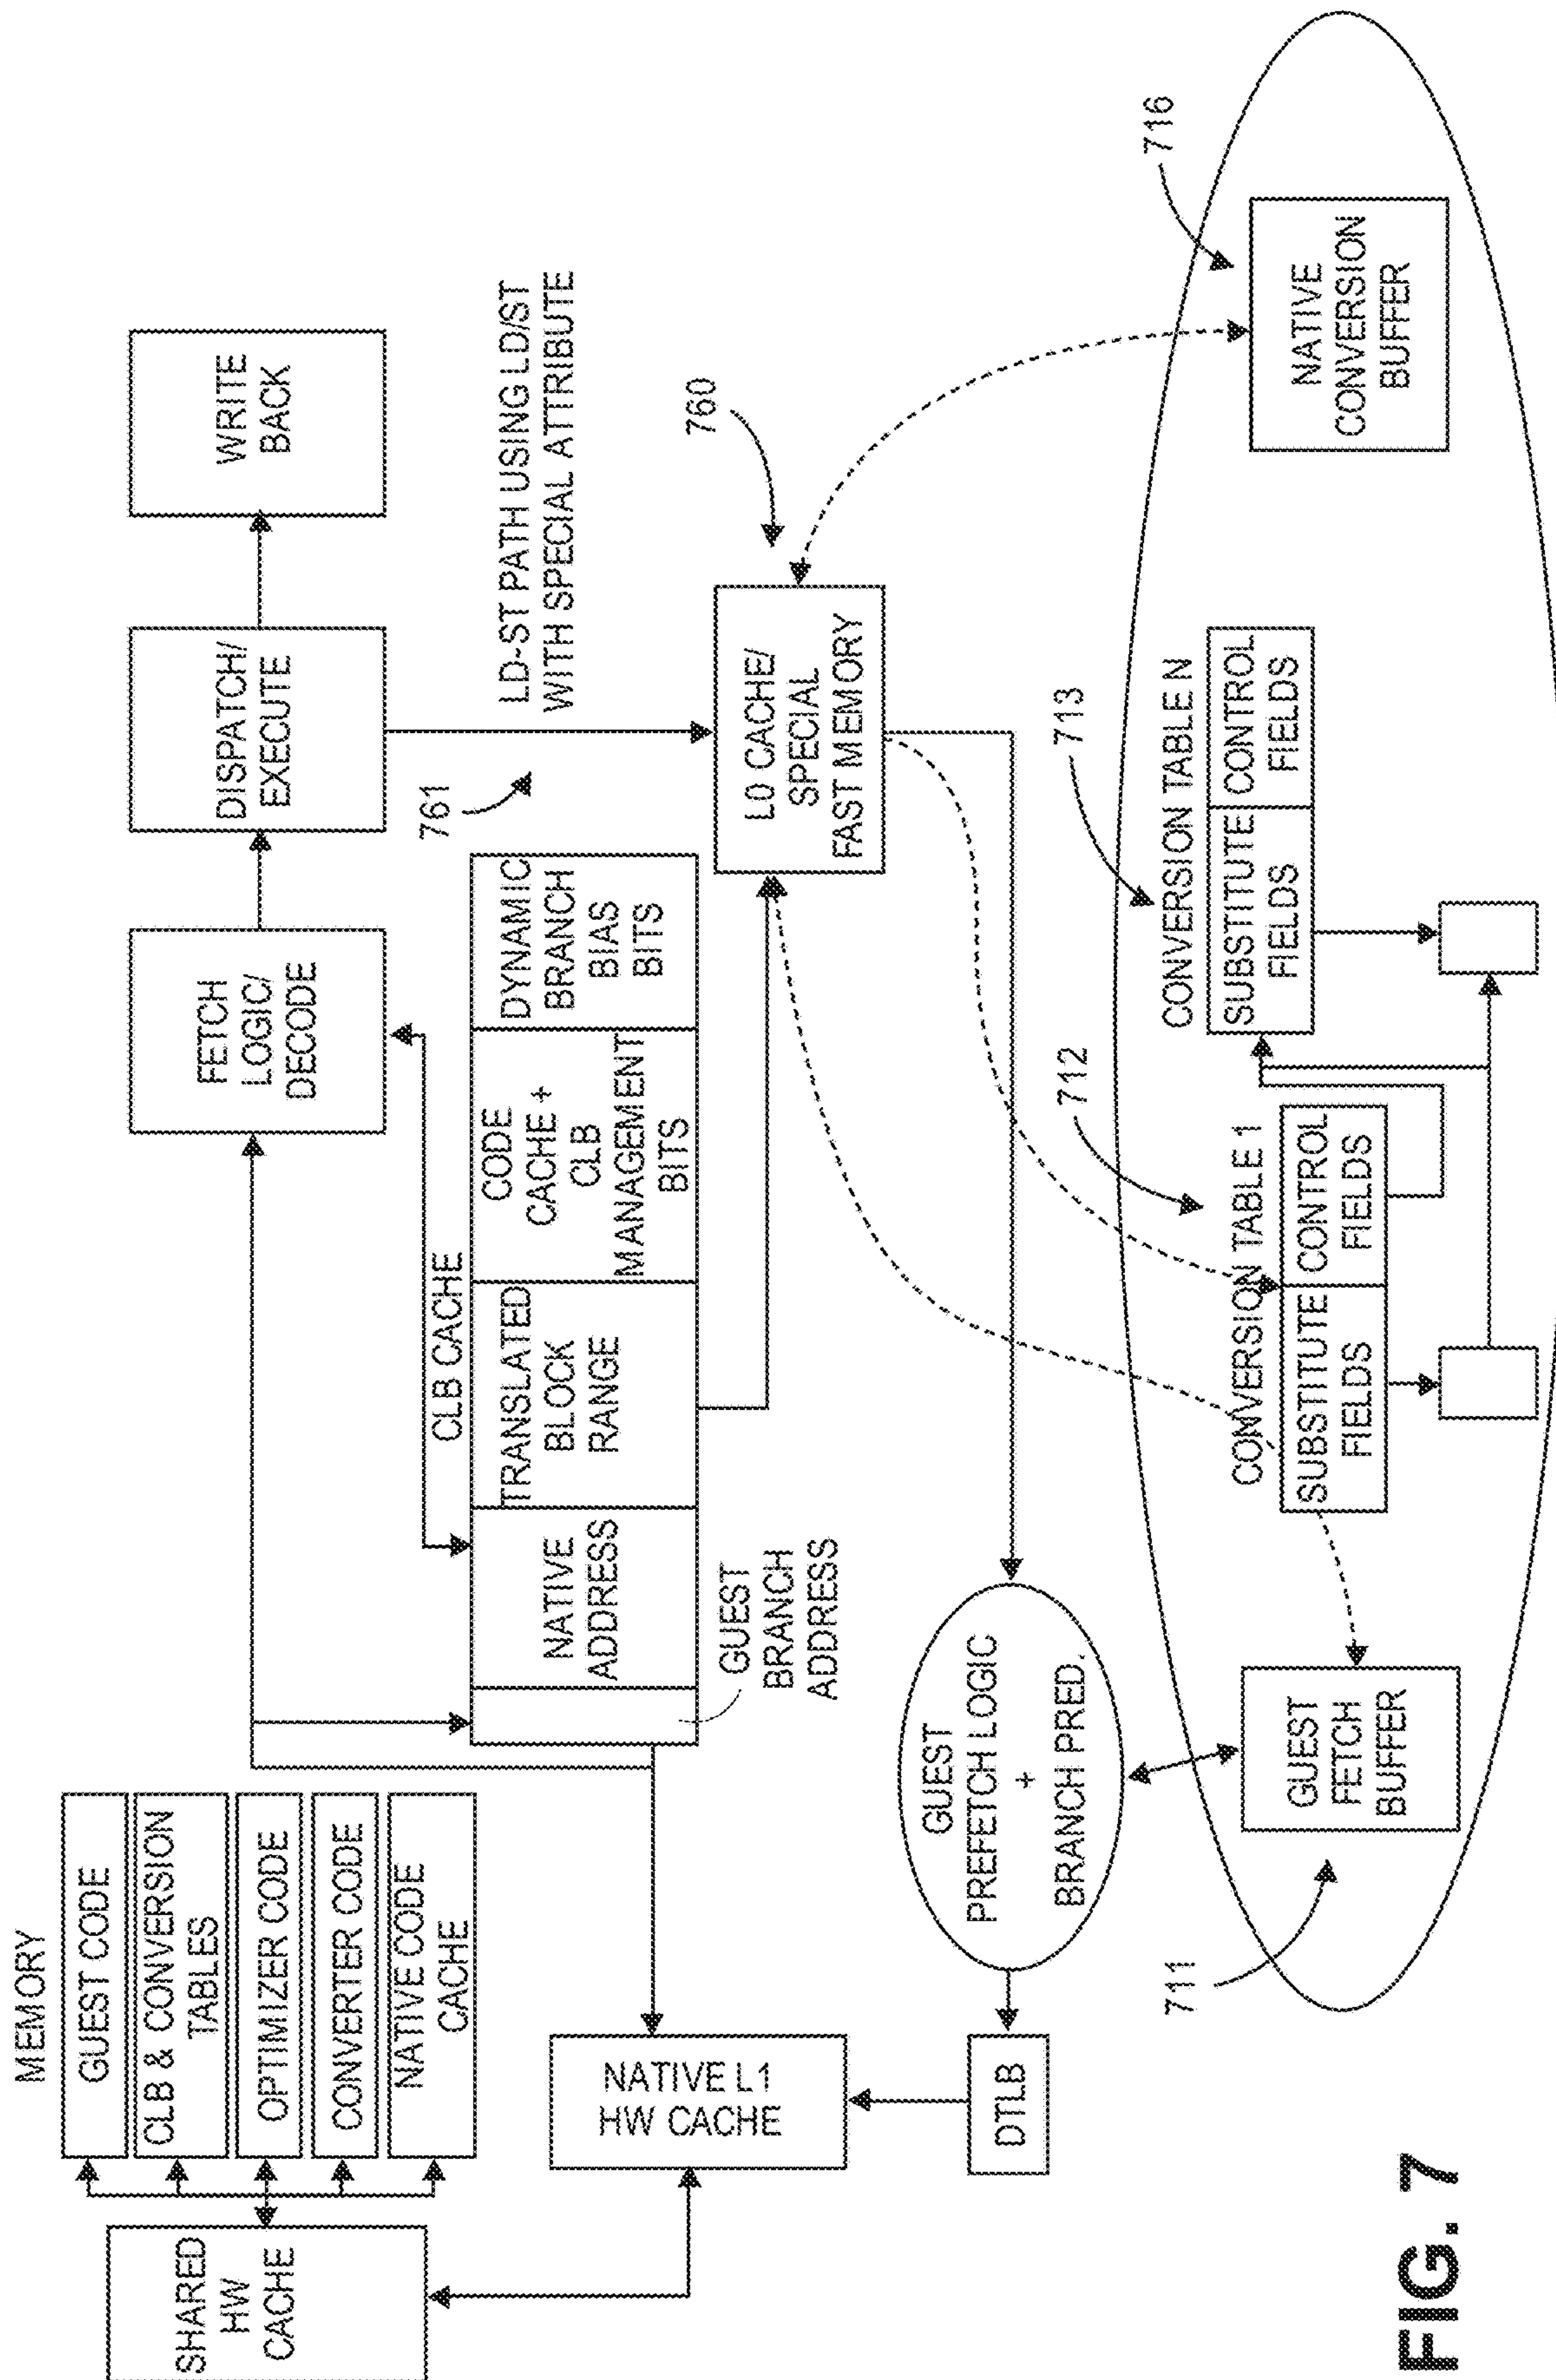 MEMORY
GUEST CODE
CLB & CONVERSION
TABLES
OPTIMIZER CODE
CONVERTER CODE
NATIVE CODE
CACHE
SHARED
HW
CACHE
NATIVE L1
HW CACHE
DTLB
FETCH
LOGIC/
DECODE
DISPATCH/
EXECUTE
WRITE
BACK
CLB CACHE
NATIVE
ADDRESS
TRANSLATED
BLOCK
RANGE
CODE
CACHE +
CLB
MANAGEMENT
BITS
DYNAMIC
BRANCH
BIAS
BITS
GUEST
BRANCH
ADDRESS
761
LD-ST PATH USING LD/ST
WITH SPECIAL ATTRIBUTE
760
L0 CACHE/
SPECIAL
FAST MEMORY
GUEST
PREFETCH LOGIC
+
BRANCH PRED.
711
GUEST
FETCH
BUFFER
712
CONVERSION TABLE 1
SUBSTITUTE
FIELDS
CONTROL
FIELDS
713
CONVERSION TABLE N
SUBSTITUTE
FIELDS
CONTROL
FIELDS
716
NATIVE
CONVERSION
BUFFER
FIG. 7